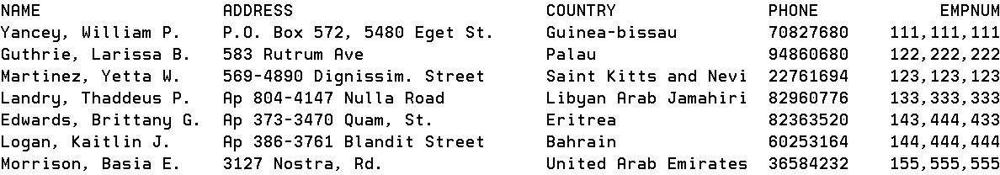 NAME ADDRESS COUNTRY PHONE EMPNUM
Yancey, William P. P.O. Box 572, 5480 Eget St. Guinea-bissau 70827680 111,111,111
Guthrie, Larissa B. 583 Rutrum Ave Palau 94860680 122,222,222
Martinez, Yetta W. 569-4890 Dignissim. Street Saint Kitts and Nevi 22761694 123,123,123
Landry, Thaddeus P. Ap 804-4147 Nulla Road Libyan Arab Jamahiri 82960776 133,333,333
Edwards, Brittany G. Ap 373-3470 Quam, St. Eritrea 82363520 143,444,433
Logan, Kaitlin J. Ap 386-3761 Blandit Street Bahrain 60253164 144,444,444
Morrison, Basia E. 3127 Nostra, Rd. United Arab Emirates 36584232 155,555,555